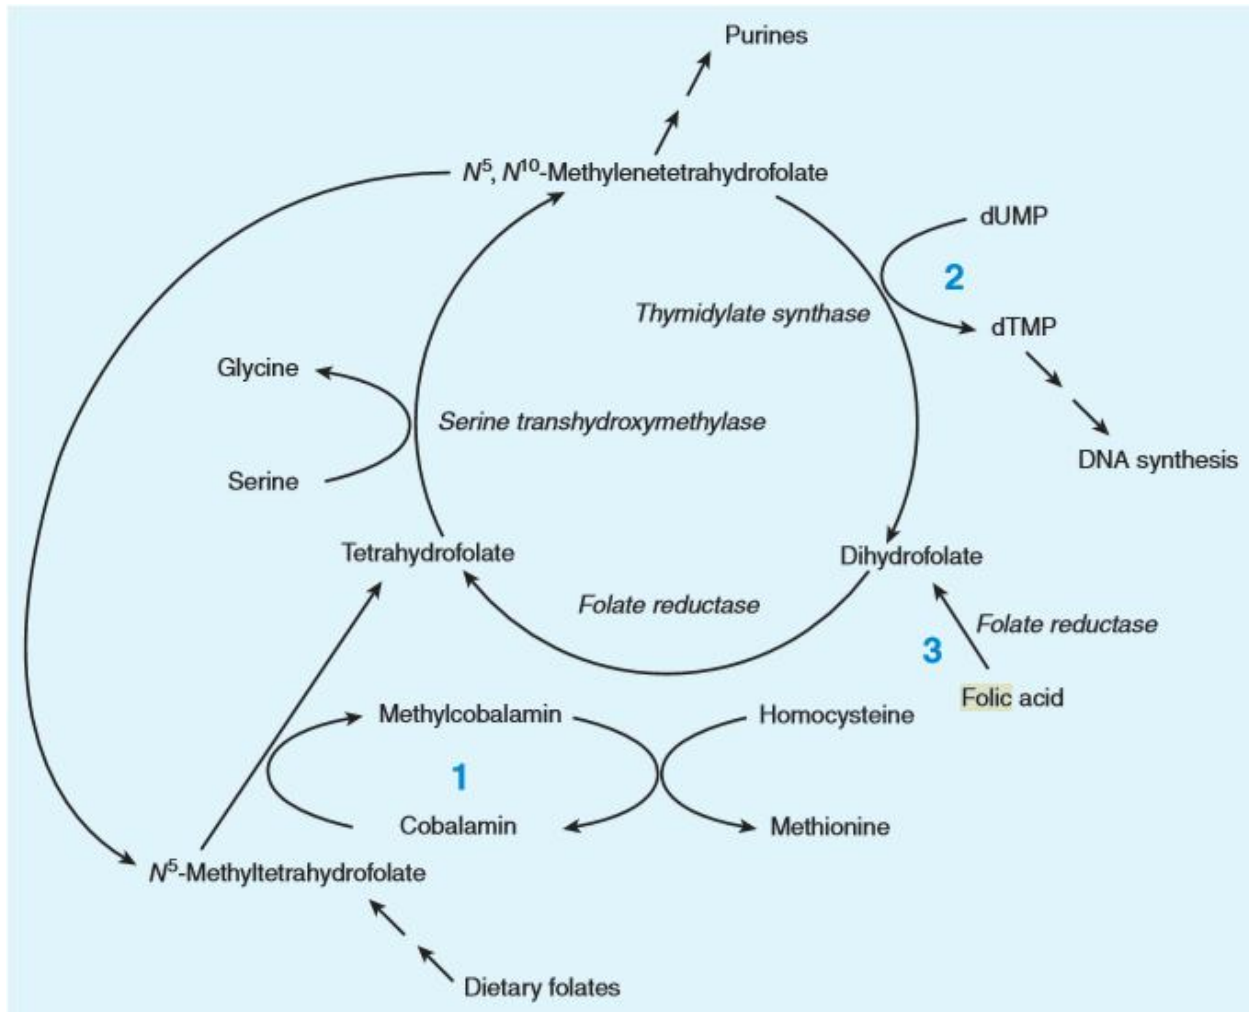 Purines
N⁵, N¹⁰-Methylenetetrahydrofolate
dUMP
2
Thymidylate synthase
dTMP
Glycine
Serine transhydroxymethylase
DNA synthesis
Serine
Tetrahydrofolate
Dihydrofolate
Folate reductase
Folate reductase
3
Folic acid
Methylcobalamin
Homocysteine
1
Cobalamin
Methionine
N⁵-Methyltetrahydrofolate
Dietary folates